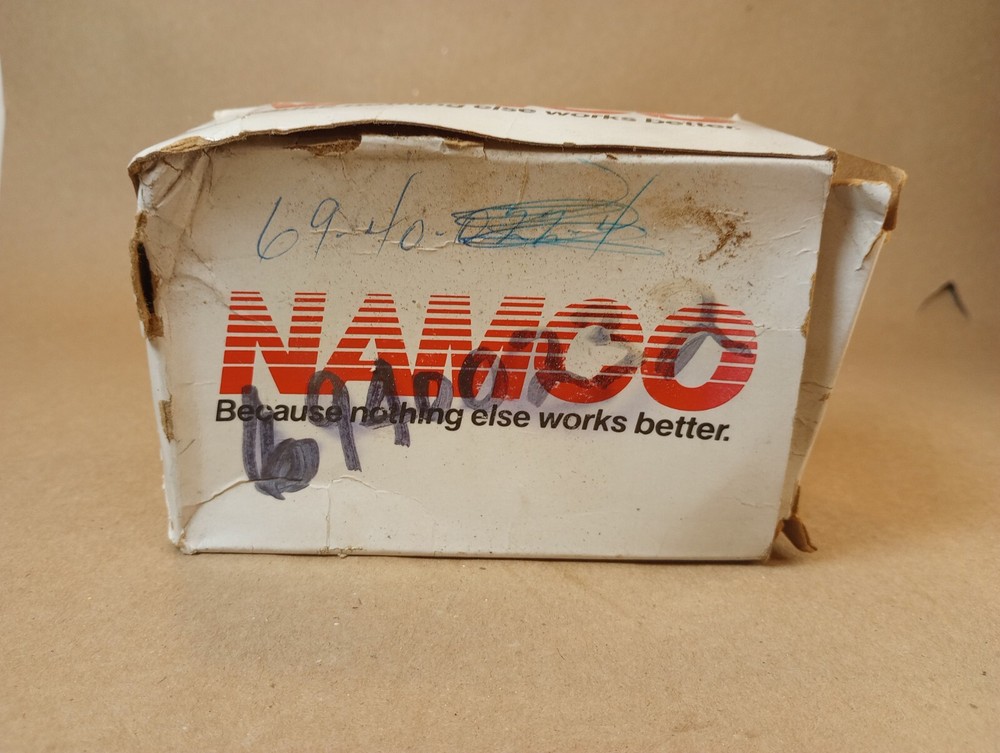 else works better.
69-40-
NAMCO
Because nothing else works better.